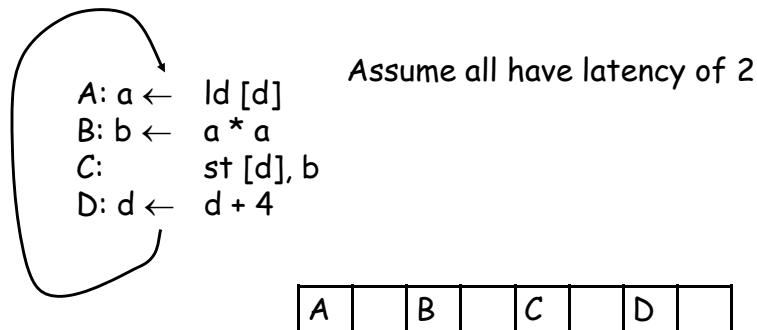 Assume all have latency of 2
A: a ← ld [d]
B: b ← a * a
C: st [d], b
D: d ← d + 4
A B C D